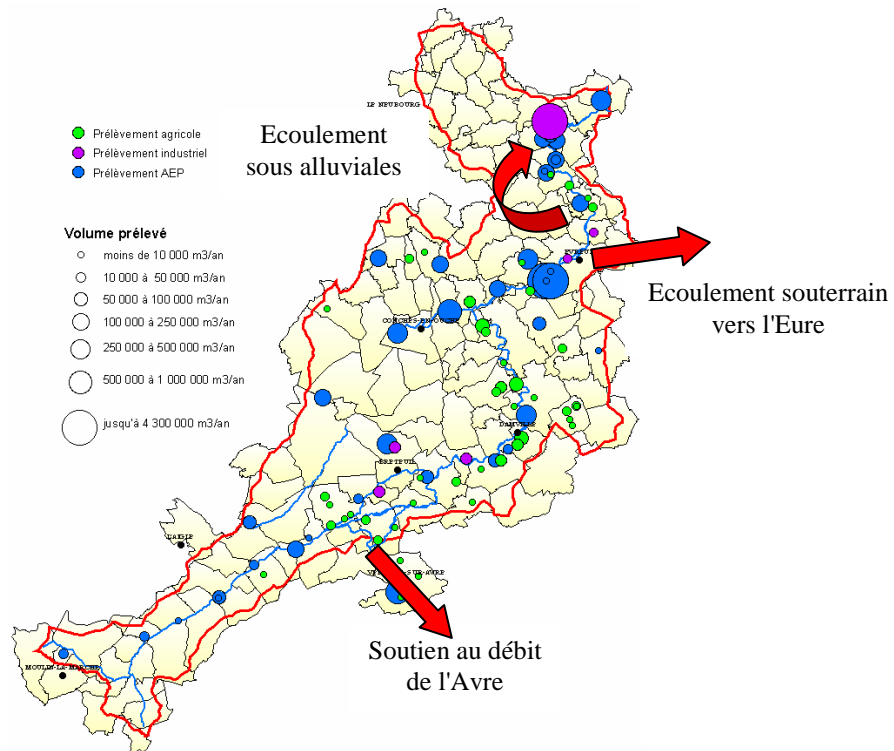 LE NEUBOURG
Prélèvement agricole
Prélèvement industriel
Prélèvement AEP
Ecoulement
sous alluviales
Volume prélevé
moins de 10 000 m3/an
10 000 à 50 000 m3/an
50 000 à 100 000 m3/an
100 000 à 250 000 m3/an
250 000 à 500 000 m3/an
500 000 à 1 000 000 m3/an
jusqu'à 4 300 000 m3/an
Ecoulement souterrain
vers l'Eure
CONCHES-EN-OUCHE
DAMVILLE
BRETEUIL
L'AIGLE
MOULIN-LA-MARCHE
Soutien au débit
de l'Avre